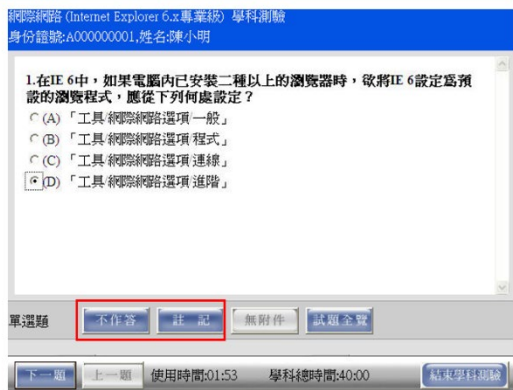 網際網路 (Internet Explorer 6.x專業級) 學科測驗
身份證號:A000000001,姓名:陳小明
1.在IE 6中，如果電腦內已安裝二種以上的瀏覽器時，欲將IE 6設定為預
設的瀏覽程式，應從下列何處設定？
(A) 「工具/網際網路選項/一般」
(B) 「工具/網際網路選項/程式」
(C) 「工具/網際網路選項/連線」
(D) 「工具/網際網路選項/進階」
單選題 不作答 註 記 無附件 試題全覽
下一題 上一題 使用時間:01:53 學科總時間:40:00 結束學科測驗